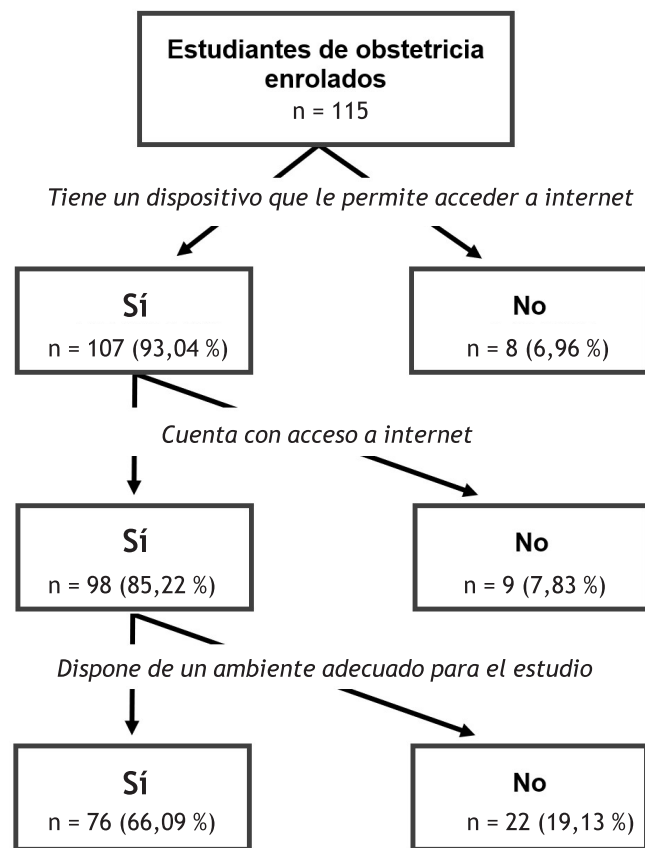 Estudiantes de obstetricia
enrolados
n = 115
Tiene un dispositivo que le permite acceder a internet
Sí
n = 107 (93,04 %)
No
n = 8 (6,96 %)
Cuenta con acceso a internet
Sí
n = 98 (85,22 %)
No
n = 9 (7,83 %)
Dispone de un ambiente adecuado para el estudio
Sí
n = 76 (66,09 %)
No
n = 22 (19,13 %)